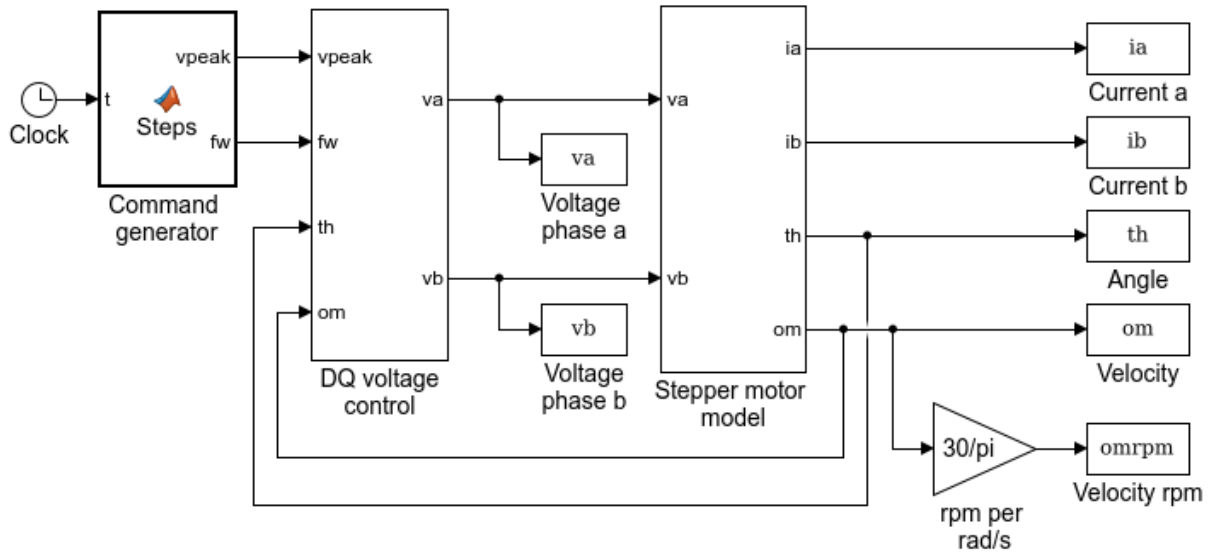 Clock
t
vpeak
Steps
fw
Command
generator
vpeak
fw
th
om
va
vb
DQ voltage
control
va
Voltage
phase a
vb
Voltage
phase b
va
vb
ia
ib
th
om
Stepper motor
model
ia
Current a
ib
Current b
th
Angle
om
Velocity
30/pi
rpm per
rad/s
omrpm
Velocity rpm